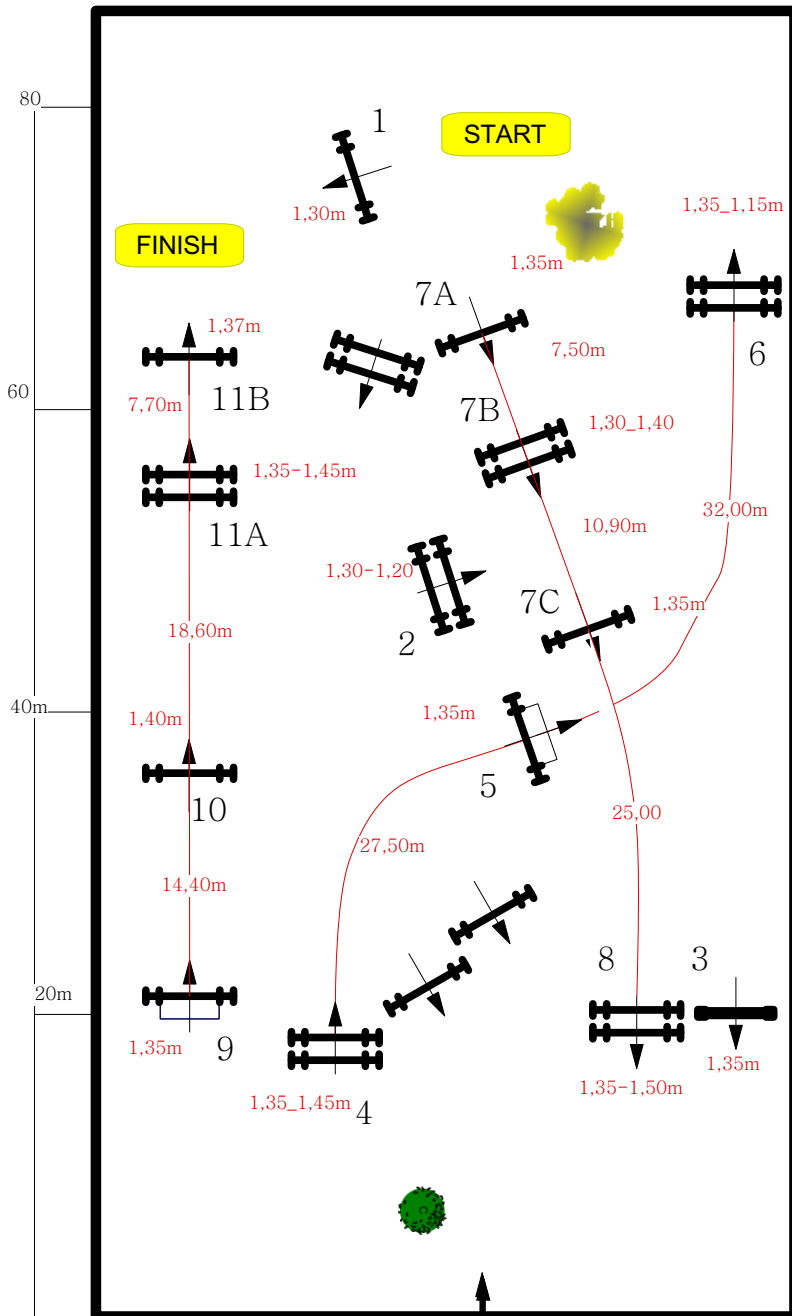 80
1
START
1,30m
1,35_1,15m
FINISH
1,35m
7A
1,37m
7,50m
6
60
11B
7,70m
7B
1,30_1,40
1,35-1,45m
11A
10,90m
32,00m
1,30-1,20
7C
1,35m
18,60m
2
40m
1,40m
1,35m
5
10
25,00
27,50m
14,40m
20m
8
3
1,35m
9
1,35m
1,35-1,50m
1,35_1,45m
4